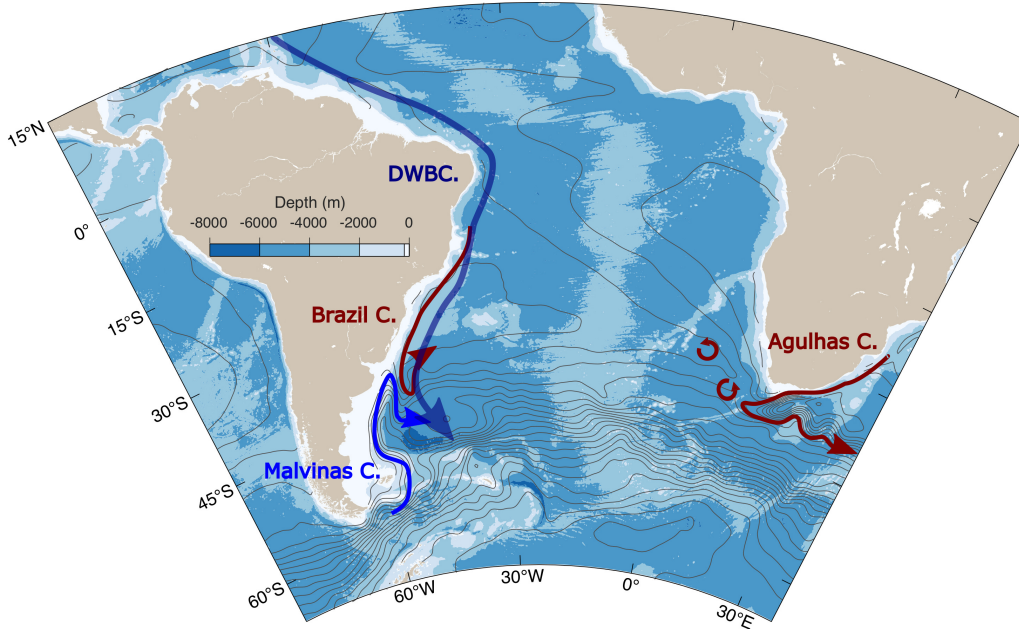 15°N
DWBC.
Depth (m)
-8000 -6000 -4000 -2000 0
0°
15°S
Brazil C.
Agulhas C.
30°S
Malvinas C.
45°S
60°S
60°W
30°W
0°
30°E